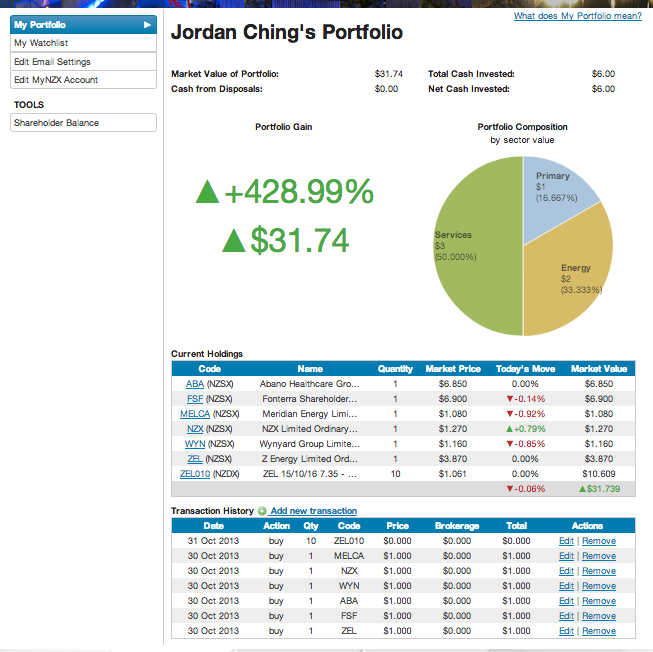 What does My Portfolio mean?
My Portfolio
My Watchlist
Edit Email Settings
Edit MyNZX Account
TOOLS
Shareholder Balance
Jordan Ching's Portfolio
Market Value of Portfolio: $31.74 Total Cash Invested: $6.00
Cash from Disposals: $0.00 Net Cash Invested: $6.00
Portfolio Gain
▲+428.99%
▲$31.74
Portfolio Composition
by sector value
Primary
$1
(16.667%)
Services
$3
(50.000%)
Energy
$2
(33.333%)
Current Holdings
Code Name Quantity Market Price Today's Move Market Value
ABA (NZSX) Abano Healthcare Gro... 1 $6.850 0.00% $6.850
FSF (NZSX) Fonterra Shareholder... 1 $6.900 ▼-0.14% $6.900
MELCA (NZSX) Meridian Energy Limi... 1 $1.080 ▼-0.92% $1.080
NZX (NZSX) NZX Limited Ordinary... 1 $1.270 ▲+0.79% $1.270
WYN (NZSX) Wynyard Group Limite... 1 $1.160 ▼-0.85% $1.160
ZEL (NZSX) Z Energy Limited Ord... 1 $3.870 0.00% $3.870
ZEL010 (NZDX) ZEL 15/10/16 7.35 - ... 10 $1.061 0.00% $10.609
▼-0.06% ▲$31.739
Transaction History Add new transaction
Date Action Qty Code Price Brokerage Total Actions
31 Oct 2013 buy 10 ZEL010 $0.000 $0.000 $0.000 Edit | Remove
30 Oct 2013 buy 1 MELCA $1.000 $0.000 $1.000 Edit | Remove
30 Oct 2013 buy 1 NZX $1.000 $0.000 $1.000 Edit | Remove
30 Oct 2013 buy 1 WYN $1.000 $0.000 $1.000 Edit | Remove
30 Oct 2013 buy 1 ABA $1.000 $0.000 $1.000 Edit | Remove
30 Oct 2013 buy 1 FSF $1.000 $0.000 $1.000 Edit | Remove
30 Oct 2013 buy 1 ZEL $1.000 $0.000 $1.000 Edit | Remove